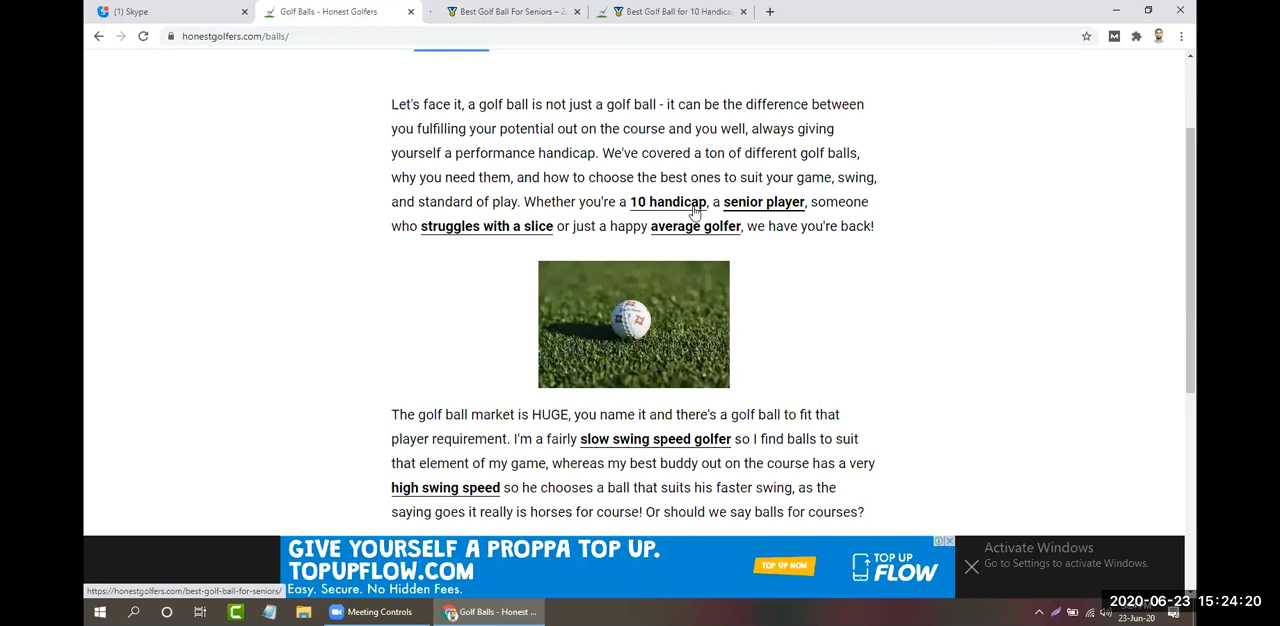 (1) Skype
Golf Balls - Honest Golfers
Best Golf Ball For Seniors – 2
Best Golf Ball for 10 Handicap
honestgolfers.com/balls/
Let's face it, a golf ball is not just a golf ball - it can be the difference between
you fulfilling your potential out on the course and you well, always giving
yourself a performance handicap. We've covered a ton of different golf balls,
why you need them, and how to choose the best ones to suit your game, swing,
and standard of play. Whether you're a 10 handicap, a senior player, someone
who struggles with a slice or just a happy average golfer, we have you're back!
The golf ball market is HUGE, you name it and there's a golf ball to fit that
player requirement. I'm a fairly slow swing speed golfer so I find balls to suit
that element of my game, whereas my best buddy out on the course has a very
high swing speed so he chooses a ball that suits his faster swing, as the
saying goes it really is horses for course! Or should we say balls for courses?
GIVE YOURSELF A PROPPA TOP UP.
TOPUPFLOW.COM
Easy. Secure. No Hidden Fees.
TOP UP NOW
TOP UP
FLOW
Activate Windows
Go to Settings to activate Windows.
https://honestgolfers.com/best-golf-ball-for-seniors/
Meeting Controls
Golf Balls - Honest ...
2020-06-23 15:24:20
23-Jun-20